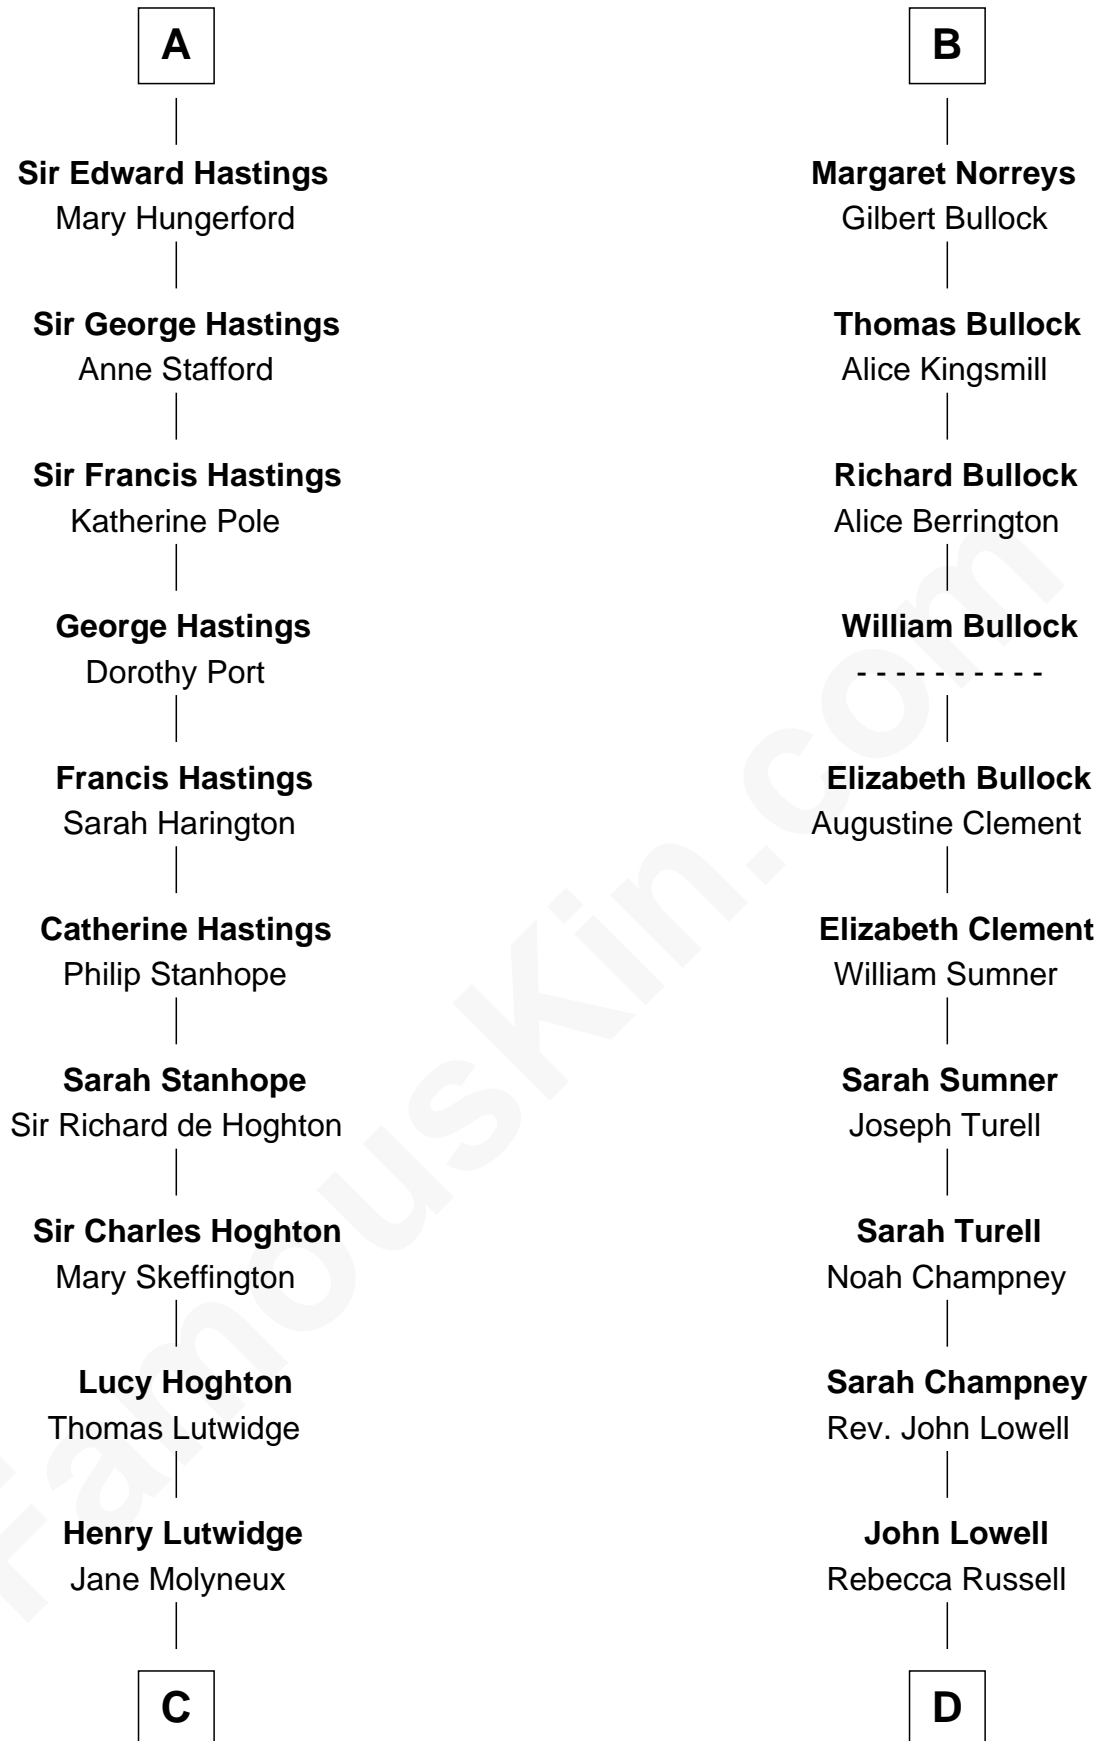 A
Sir Edward Hastings
Mary Hungerford
Sir George Hastings
Anne Stafford
Sir Francis Hastings
Katherine Pole
George Hastings
Dorothy Port
Francis Hastings
Sarah Harington
Catherine Hastings
Philip Stanhope
Sarah Stanhope
Sir Richard de Hoghton
Sir Charles Hoghton
Mary Skeffington
Lucy Hoghton
Thomas Lutwidge
Henry Lutwidge
Jane Molyneux
C
B
Margaret Norreys
Gilbert Bullock
Thomas Bullock
Alice Kingsmill
Richard Bullock
Alice Berrington
William Bullock
- - - - - - - - - -
Elizabeth Bullock
Augustine Clement
Elizabeth Clement
William Sumner
Sarah Sumner
Joseph Turell
Sarah Turell
Noah Champney
Sarah Champney
Rev. John Lowell
John Lowell
Rebecca Russell
D
FamousKin.com